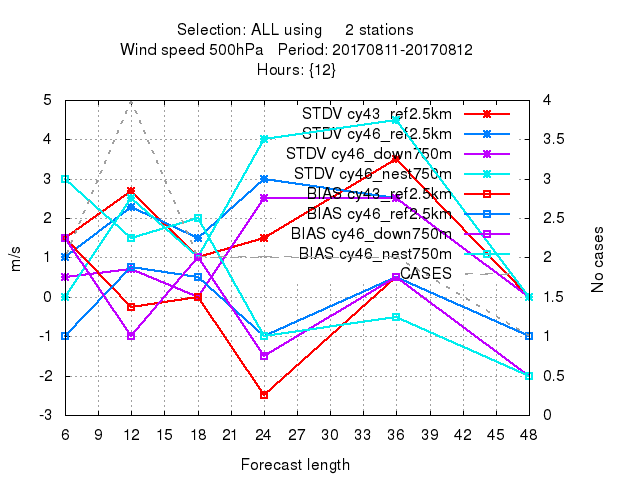 Selection: ALL using 2 stations
Wind speed 500hPa Period: 20170811-20170812
Hours: {12}
5 4
4 3.5
3 3
2 2.5
1 2
0 1.5
-1 1
-2 0.5
-3 0
m/s
No cases
STDV cy43_ref2.5km
STDV cy46_ref2.5km
STDV cy46_down750m
STDV cy46_nest750m
BIAS cy43_ref2.5km
BIAS cy46_ref2.5km
BIAS cy46_down750m
BIAS cy46_nest750m
CASES
6 9 12 15 18 21 24 27 30 33 36 39 42 45 48
Forecast length